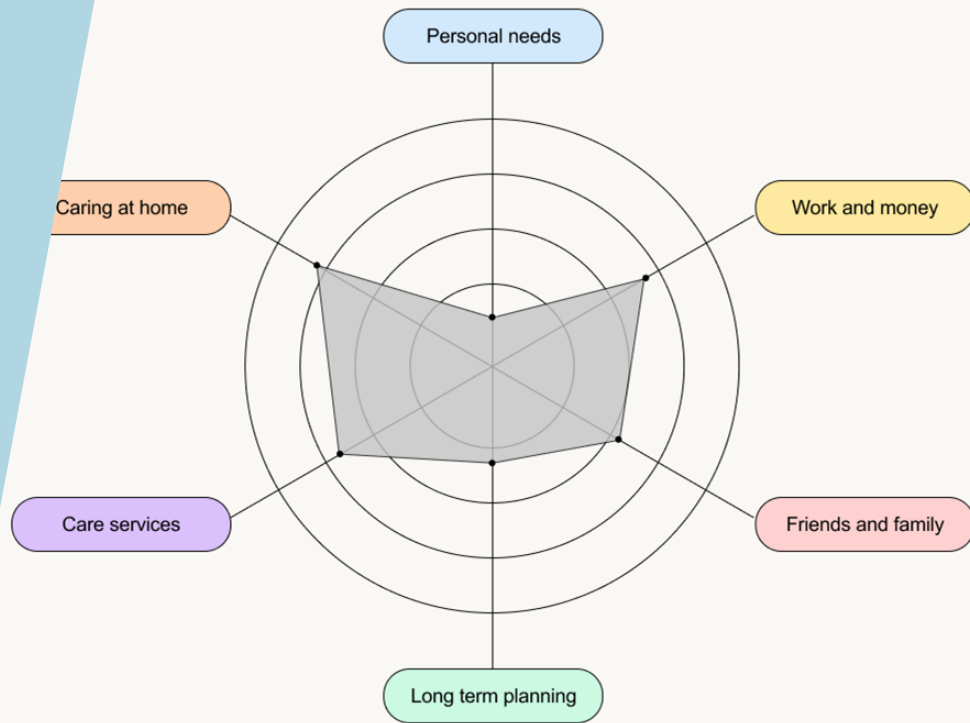 Personal needs
Caring at home
Work and money
Care services
Friends and family
Long term planning